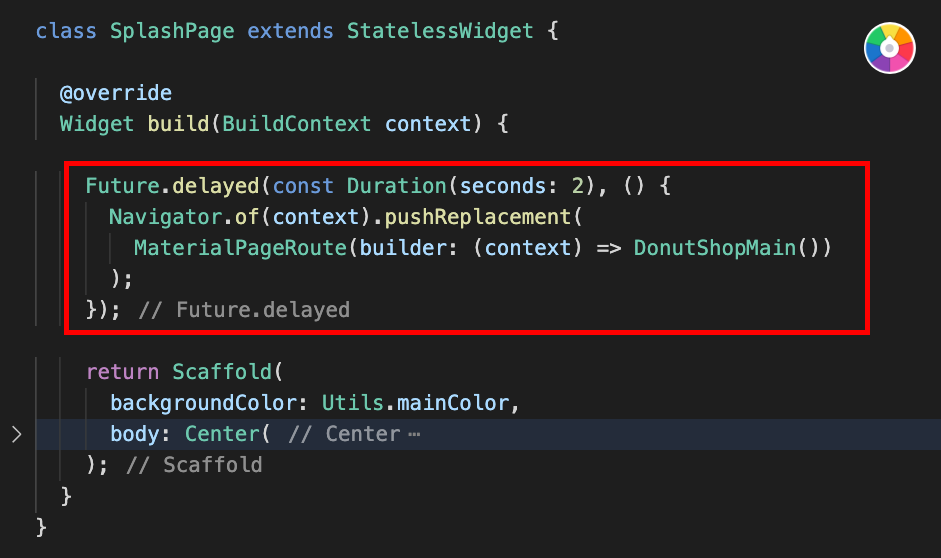 class SplashPage extends StatelessWidget {
@override
Widget build(BuildContext context) {
Future.delayed(const Duration(seconds: 2), () {
Navigator.of(context).pushReplacement(
MaterialPageRoute(builder: (context) => DonutShopMain())
);
}); // Future.delayed
return Scaffold(
backgroundColor: Utils.mainColor,
body: Center( // Center ⋯
); // Scaffold
}
}